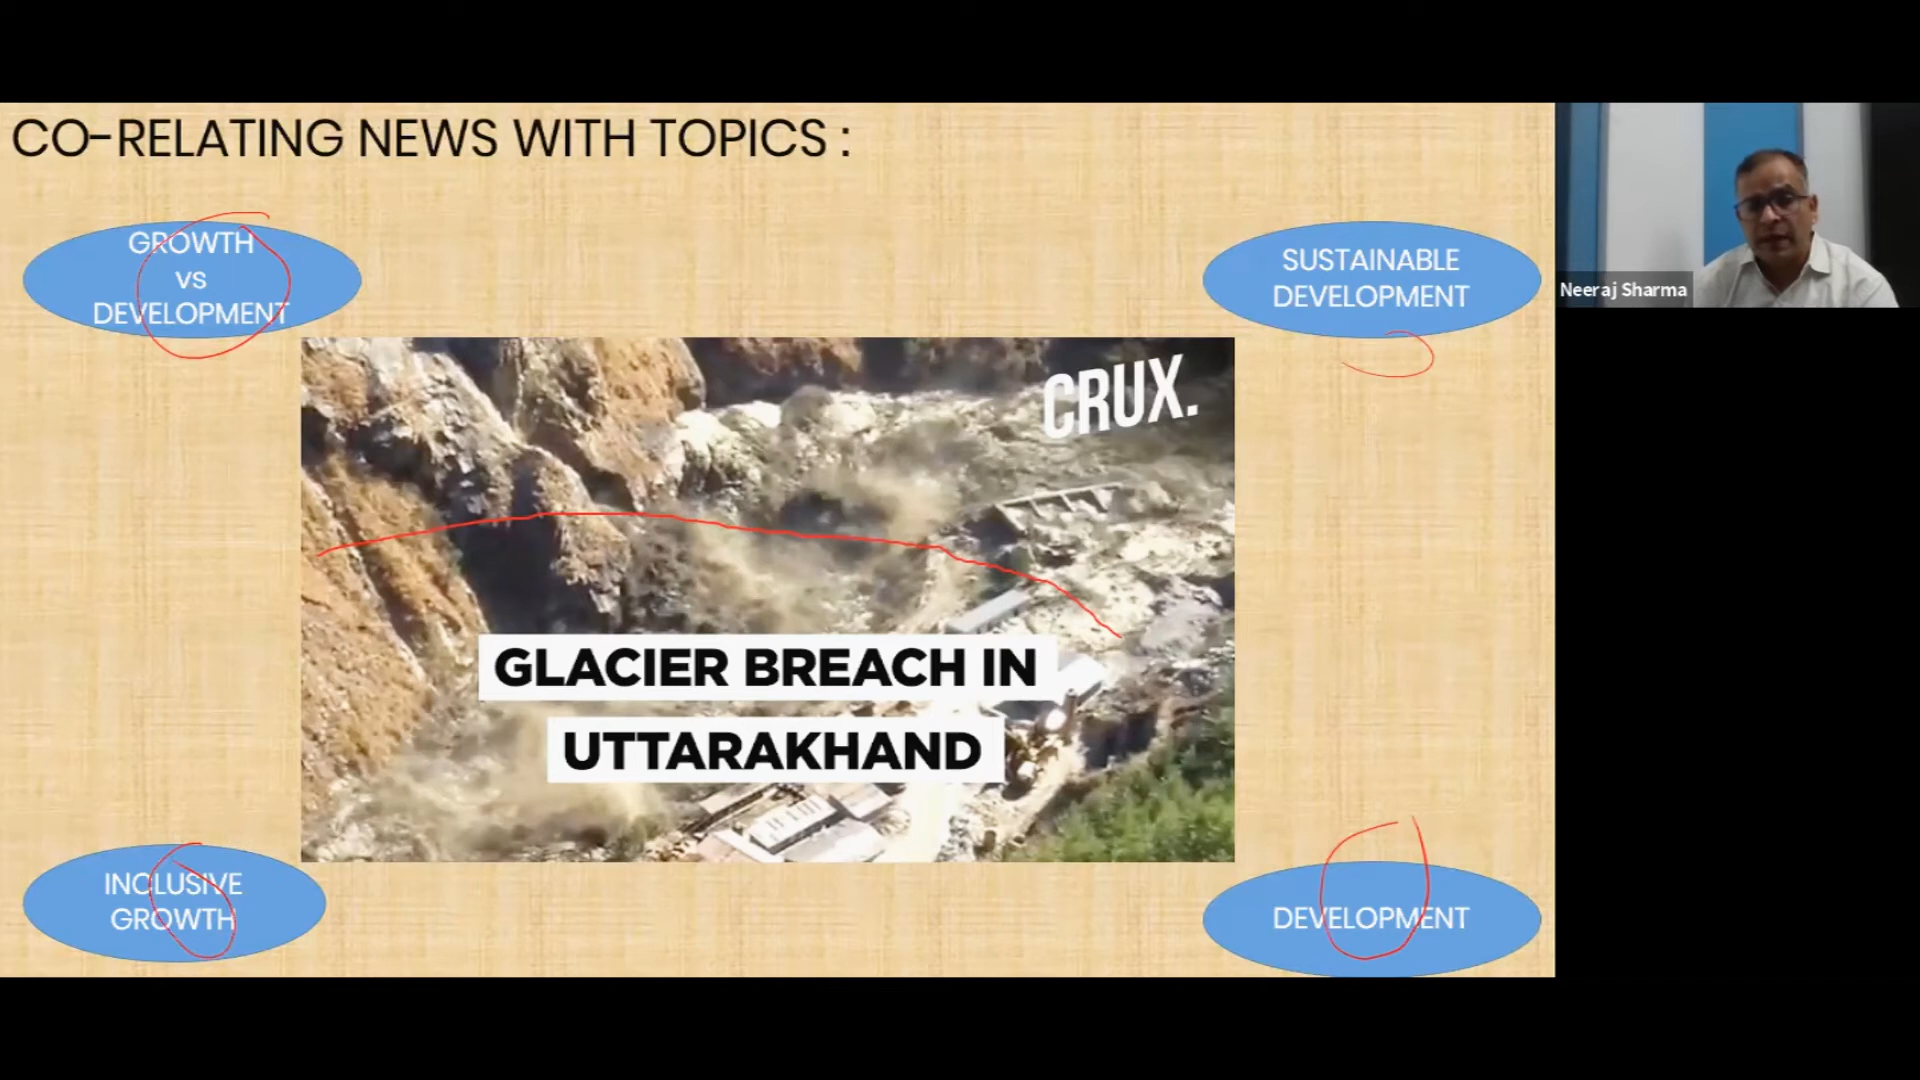 CO-RELATING NEWS WITH TOPICS :
GROWTH
vs
DEVELOPMENT
SUSTAINABLE
DEVELOPMENT
Neeraj Sharma
CRUX.
GLACIER BREACH IN
UTTARAKHAND
INCLUSIVE
GROWTH
DEVELOPMENT